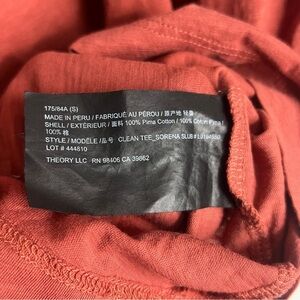 175/84A (S)
MADE IN PERU / FABRIQUÉ AU PÉROU / 原产地 秘鲁
SHELL / EXTÉRIEUR / 面料 100% Pima Cotton / 100% Coton Pima /
100% 棉
STYLE / MODÈLE / 品号 CLEAN TEE_SORENA SLUB #
LOT # 444810
THEORY LLC RN 98406 CA 39862